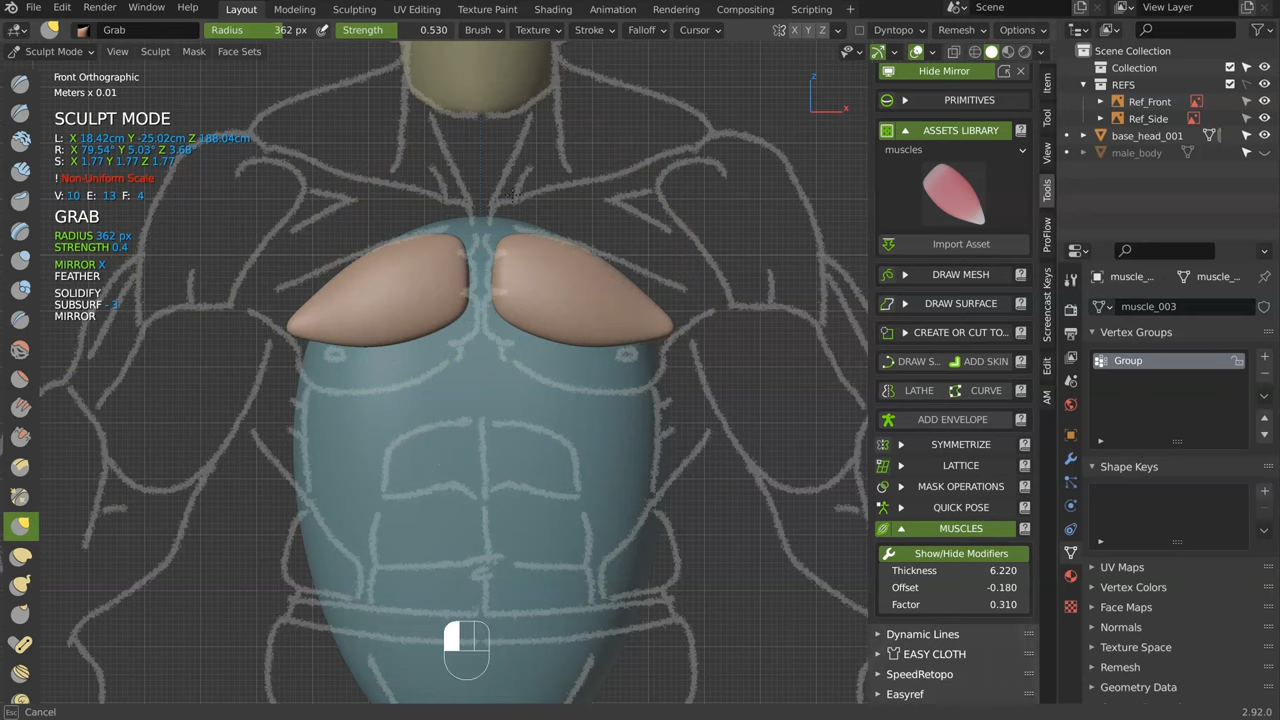 File Edit Render Window Help
Layout Modeling Sculpting UV Editing Texture Paint Shading Animation Rendering Compositing Scripting +
Scene
View Layer
Grab Radius 362 px Strength 0.530 Brush Texture Stroke Falloff Cursor X Y Z Dyntopo Remesh Options
Sculpt Mode View Sculpt Mask Face Sets
Front Orthographic
Meters x 0.01
SCULPT MODE
L: X 18.42cm Y -25.02cm Z 188.04cm
R: X 79.54° Y 5.03° Z 3.68°
S: X 1.77 Y 1.77 Z 1.77
! Non-Uniform Scale
V: 10 E: 13 F: 4
GRAB
RADIUS 362 px
STRENGTH 0.4
MIRROR X
FEATHER
SOLIDIFY
SUBSURF - 3
MIRROR
z
x
Hide Mirror
PRIMITIVES
ASSETS LIBRARY
muscles
Import Asset
DRAW MESH
DRAW SURFACE
CREATE OR CUT TO...
DRAW S... ADD SKIN
LATHE CURVE
ADD ENVELOPE
SYMMETRIZE
LATTICE
MASK OPERATIONS
QUICK POSE
MUSCLES
Show/Hide Modifiers
Thickness 6.220
Offset -0.180
Factor 0.310
Dynamic Lines
EASY CLOTH
SpeedRetopo
Easyref
Item
Tool
View
Tools
ProFlow
Screencast Keys
Edit
AM
Scene Collection
Collection
REFS
Ref_Front
Ref_Side
base_head_001
male_body
muscle_... muscle_...
muscle_003
Vertex Groups
Group
Shape Keys
UV Maps
Vertex Colors
Face Maps
Normals
Texture Space
Remesh
Geometry Data
Esc Cancel
2.92.0